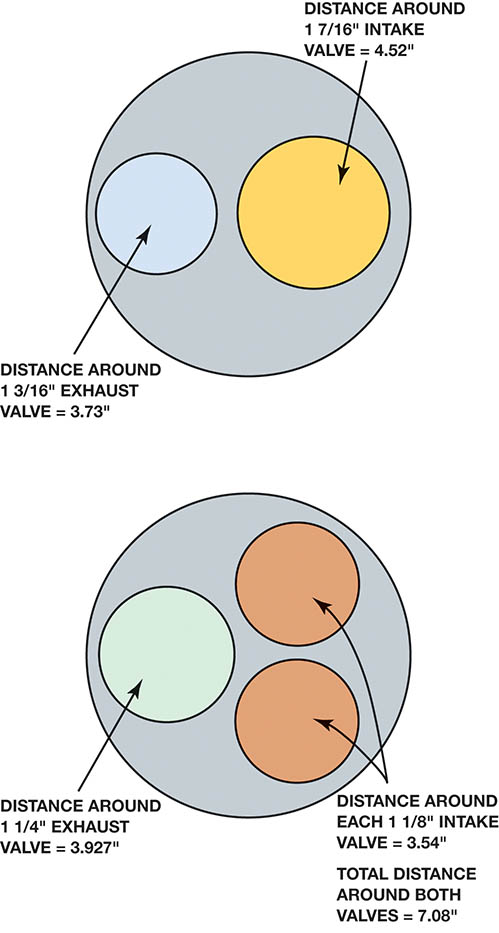 DISTANCE AROUND
1 7/16" INTAKE
VALVE = 4.52"
DISTANCE AROUND
1 3/16" EXHAUST
VALVE = 3.73"
DISTANCE AROUND
1 1/4" EXHAUST
VALVE = 3.927"
DISTANCE AROUND
EACH 1 1/8" INTAKE
VALVE = 3.54"
TOTAL DISTANCE
AROUND BOTH
VALVES = 7.08"